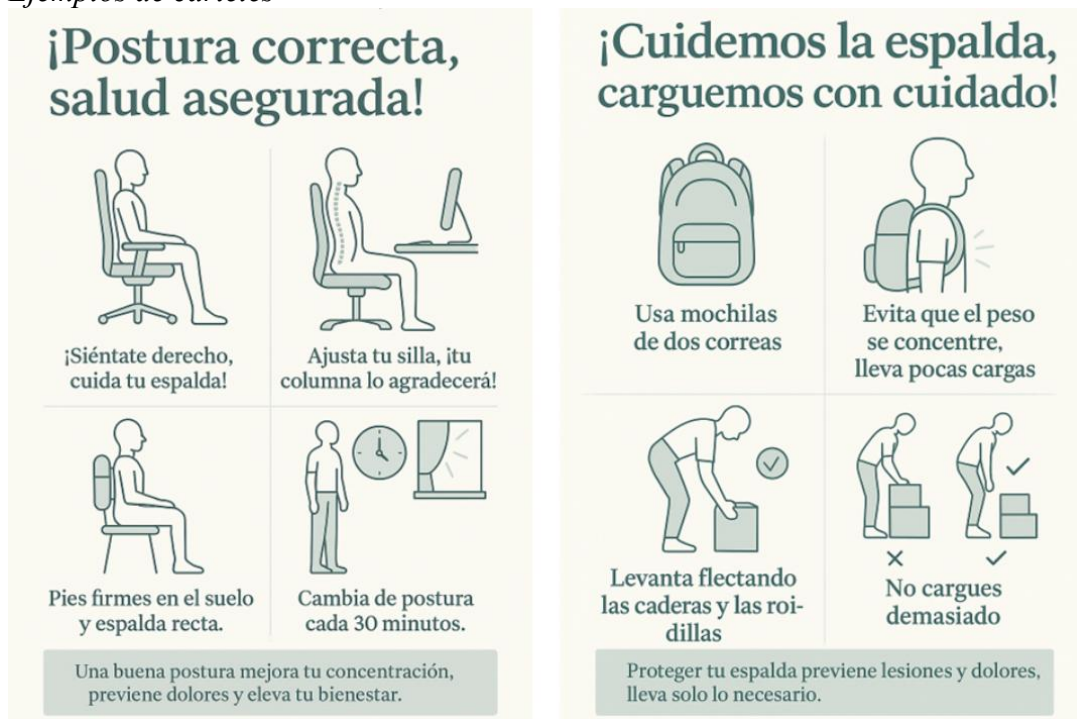 Ejemplos de carteles
¡Postura correcta,
salud asegurada!
¡Siéntate derecho,
cuida tu espalda!
Ajusta tu silla, ¡tu
columna lo agradecerá!
Pies firmes en el suelo
y espalda recta.
Cambia de postura
cada 30 minutos.
Una buena postura mejora tu concentración,
previene dolores y eleva tu bienestar.
¡Cuidemos la espalda,
carguemos con cuidado!
Usa mochilas
de dos correas
Evita que el peso
se concentre,
lleva pocas cargas
Levanta flectando
las caderas y las roi-
dillas
No cargues
demasiado
Proteger tu espalda previene lesiones y dolores,
lleva solo lo necesario.